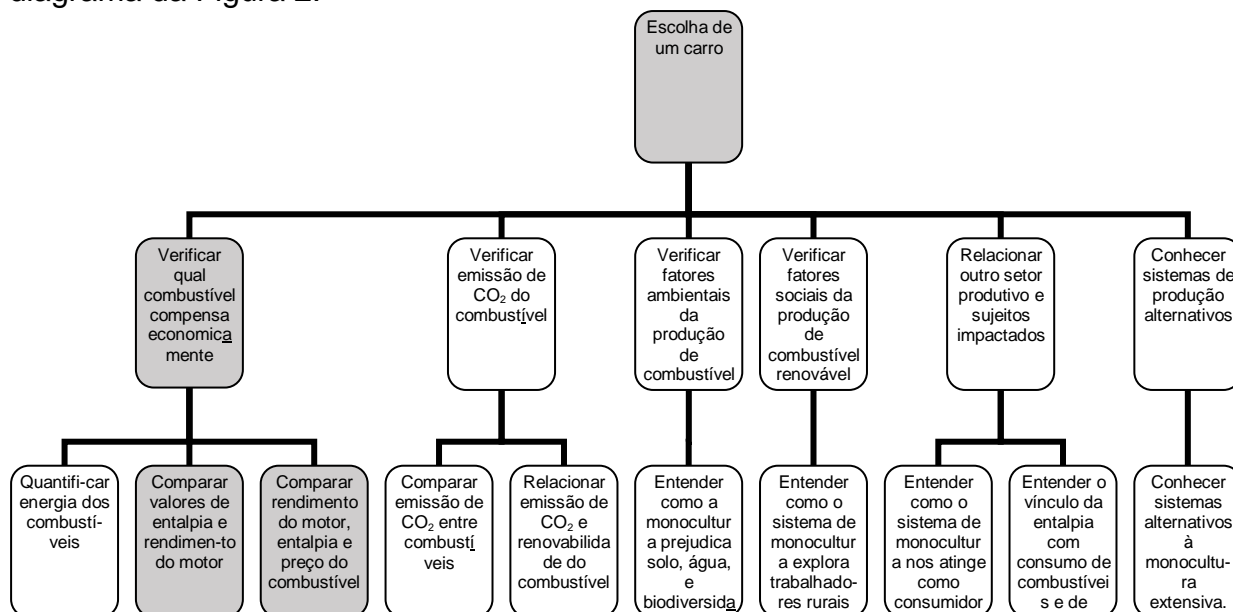 diagrama da Figura 2.
Escolha de
um carro
Verificar
qual
combustível
compensa
economica
mente
Verificar
emissão de
CO₂ do
combustível
Verificar
fatores
ambientais
da
produção
de
combustível
Verificar
fatores
sociais da
produção
de
combustível
renovável
Relacionar
outro setor
produtivo e
sujeitos
impactados
Conhecer
sistemas de
produção
alternativos
Quantifi-car
energia dos
combustí-
veis
Comparar
valores de
entalpia e
rendimen-to
do motor
Comparar
rendimento
do motor,
entalpia e
preço do
combustível
Comparar
emissão de
CO₂ entre
combustí
veis
Relacionar
emissão de
CO₂ e
renovabilida
de do
combustível
Entender
como a
monocultur
a prejudica
solo, água,
e
biodiversida
Entender
como o
sistema de
monocultur
a explora
trabalhado-
res rurais
Entender
como o
sistema de
monocultur
a nos atinge
como
consumidor
Entender o
vínculo da
entalpia
com
consumo de
combustívei
s e de
Conhecer
sistemas
alternativos
à
monocultu-
ra
extensiva.